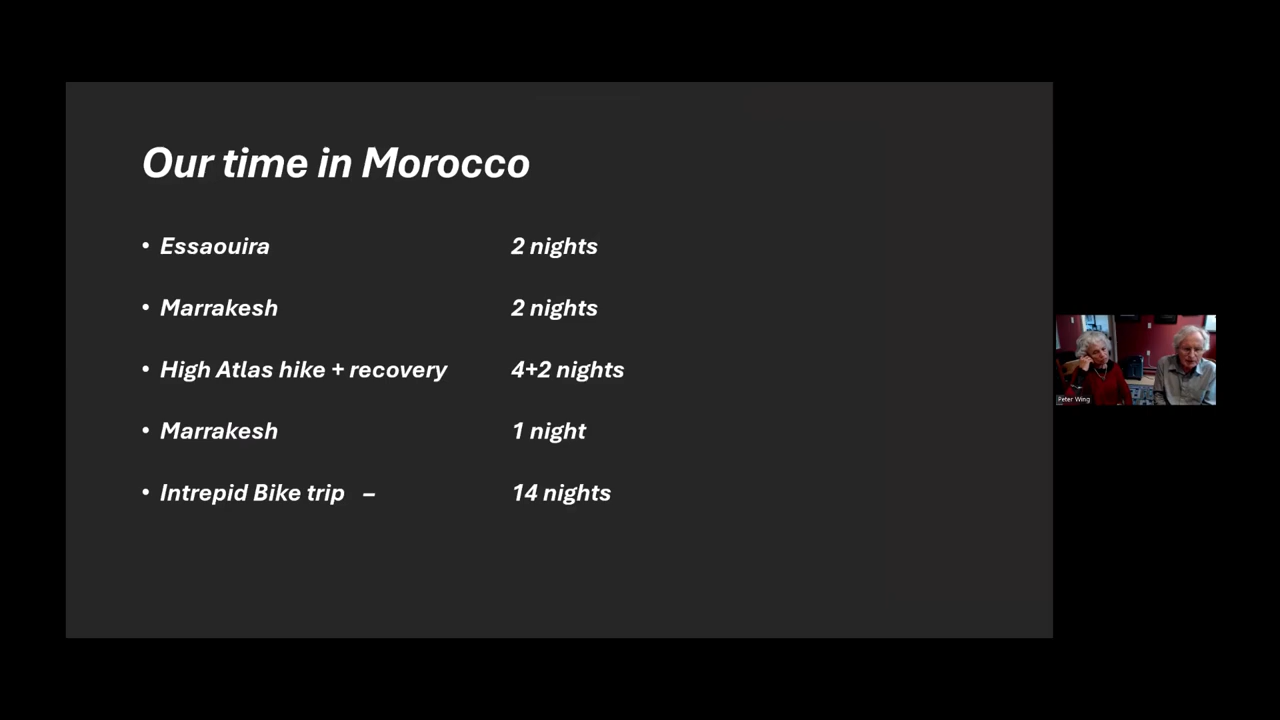 Our time in Morocco
• Essaouira 2 nights
• Marrakesh 2 nights
• High Atlas hike + recovery 4+2 nights
• Marrakesh 1 night
• Intrepid Bike trip – 14 nights
Peter Wing